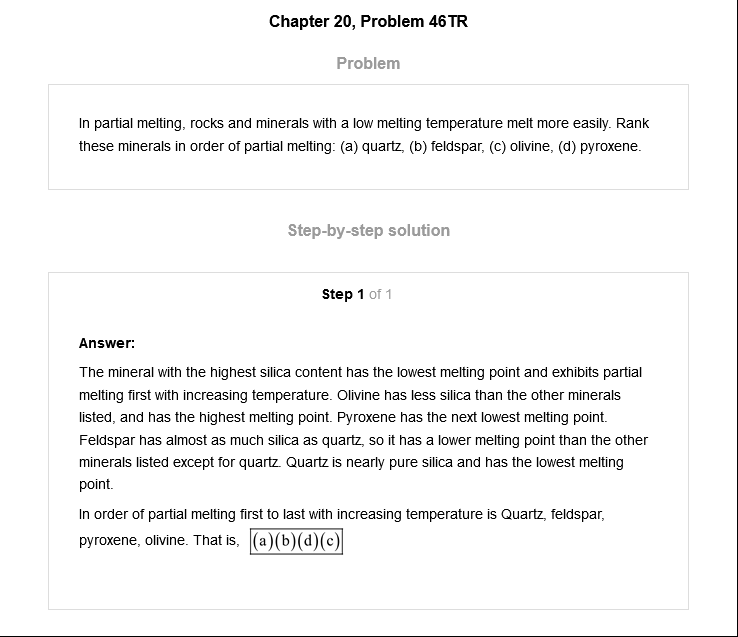 Chapter 20, Problem 46TR
Problem
In partial melting, rocks and minerals with a low melting temperature melt more easily. Rank
these minerals in order of partial melting: (a) quartz, (b) feldspar, (c) olivine, (d) pyroxene.
Step-by-step solution
Step 1 of 1
Answer:
The mineral with the highest silica content has the lowest melting point and exhibits partial
melting first with increasing temperature. Olivine has less silica than the other minerals
listed, and has the highest melting point. Pyroxene has the next lowest melting point.
Feldspar has almost as much silica as quartz, so it has a lower melting point than the other
minerals listed except for quartz. Quartz is nearly pure silica and has the lowest melting
point.
In order of partial melting first to last with increasing temperature is Quartz, feldspar,
pyroxene, olivine. That is, (a)(b)(d)(c)